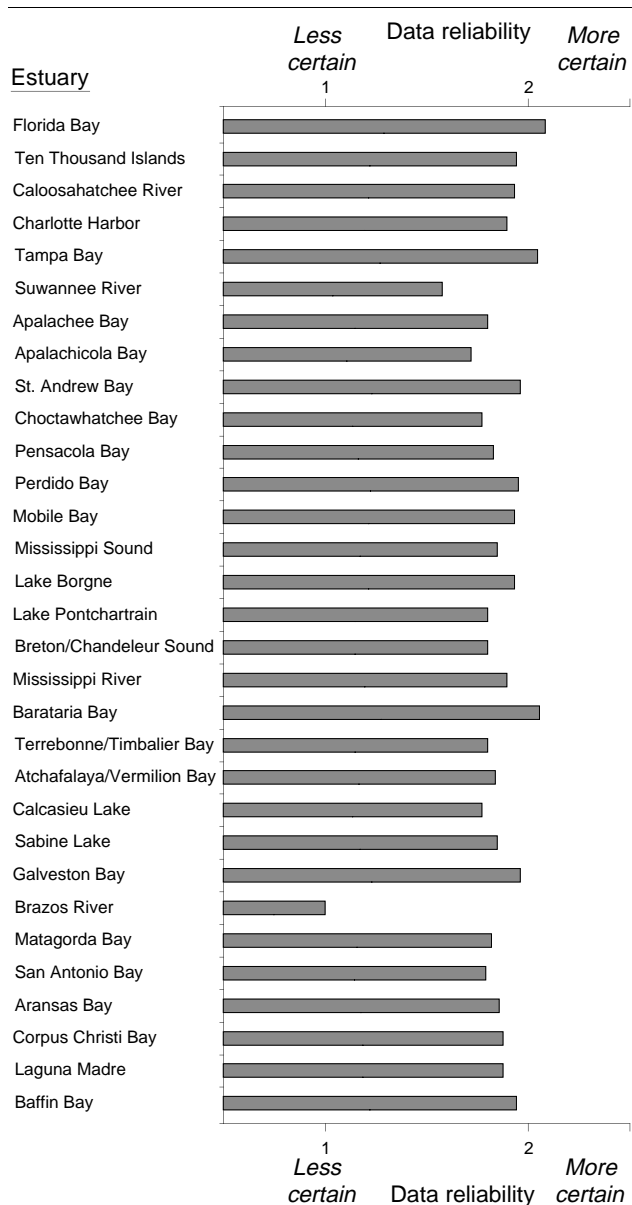 Less certain
Data reliability
More certain
Estuary
1
2
Florida Bay
Ten Thousand Islands
Caloosahatchee River
Charlotte Harbor
Tampa Bay
Suwannee River
Apalachee Bay
Apalachicola Bay
St. Andrew Bay
Choctawhatchee Bay
Pensacola Bay
Perdido Bay
Mobile Bay
Mississippi Sound
Lake Borgne
Lake Pontchartrain
Breton/Chandeleur Sound
Mississippi River
Barataria Bay
Terrebonne/Timbalier Bay
Atchafalaya/Vermilion Bay
Calcasieu Lake
Sabine Lake
Galveston Bay
Brazos River
Matagorda Bay
San Antonio Bay
Aransas Bay
Corpus Christi Bay
Laguna Madre
Baffin Bay
1
2
Less certain
Data reliability
More certain